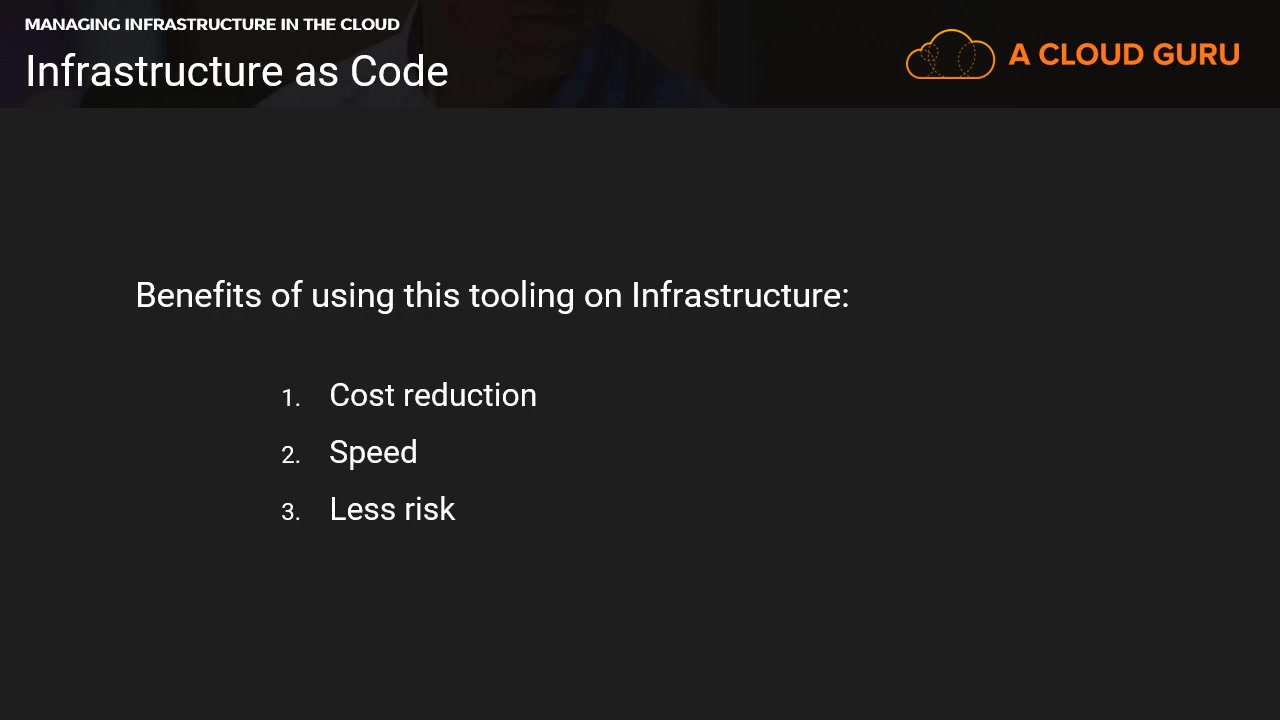 MANAGING INFRASTRUCTURE IN THE CLOUD
Infrastructure as Code
A CLOUD GURU
Benefits of using this tooling on Infrastructure:
1. Cost reduction
2. Speed
3. Less risk